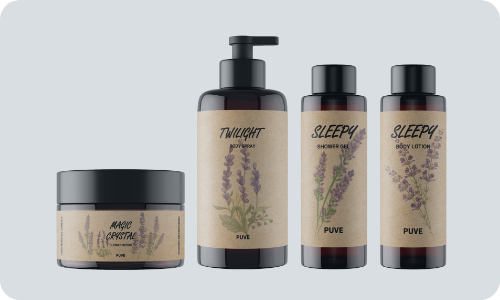 MAGIC
CRYSTAL
PUVE
TWILIGHT
BODY SPRAY
PUVE
SLEEPY
SHOWER GEL
PUVE
SLEEPY
BODY LOTION
PUVE